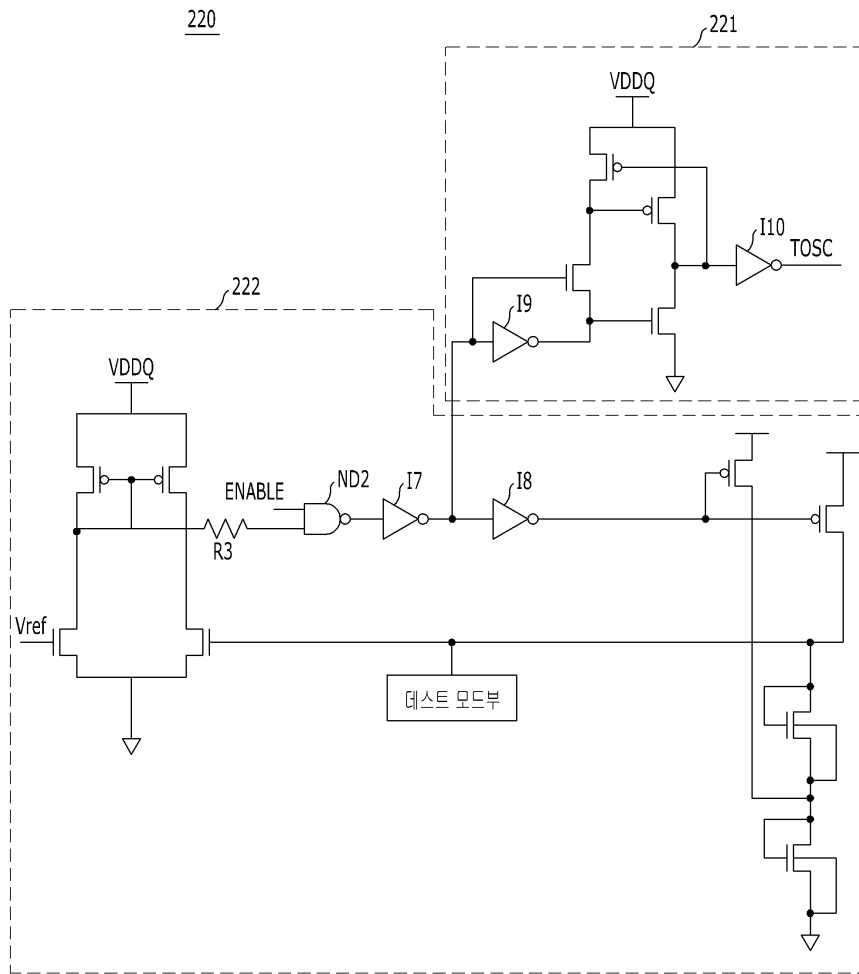 220
221
VDDQ
I10
TOSC
222
I9
VDDQ
ENABLE
ND2
I7
I8
R3
Vref
데스트 모드부